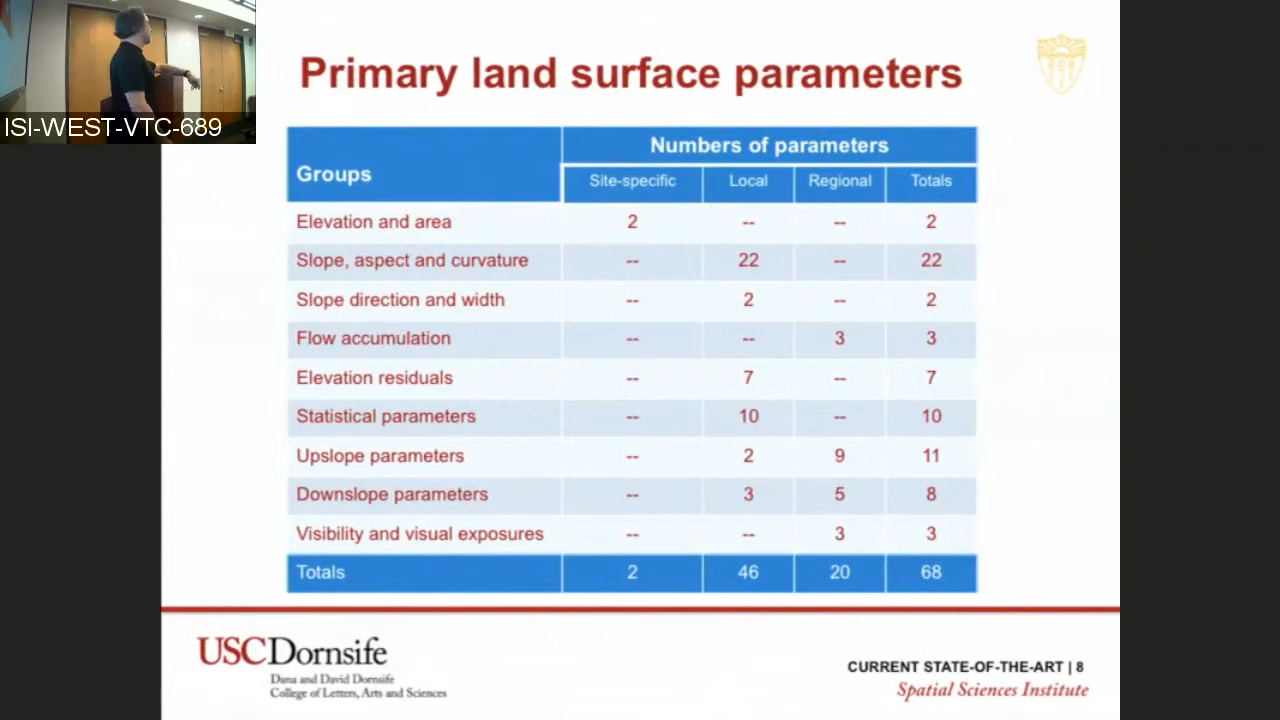 ISI-WEST-VTC-689
Primary land surface parameters
Groups
Numbers of parameters
Site-specific Local Regional Totals
Elevation and area 2 -- -- 2
Slope, aspect and curvature -- 22 -- 22
Slope direction and width -- 2 -- 2
Flow accumulation -- -- 3 3
Elevation residuals -- 7 -- 7
Statistical parameters -- 10 -- 10
Upslope parameters -- 2 9 11
Downslope parameters -- 3 5 8
Visibility and visual exposures -- -- 3 3
Totals 2 46 20 68
USCDornsife
Dana and David Dornsife
College of Letters, Arts and Sciences
CURRENT STATE-OF-THE-ART | 8
Spatial Sciences Institute